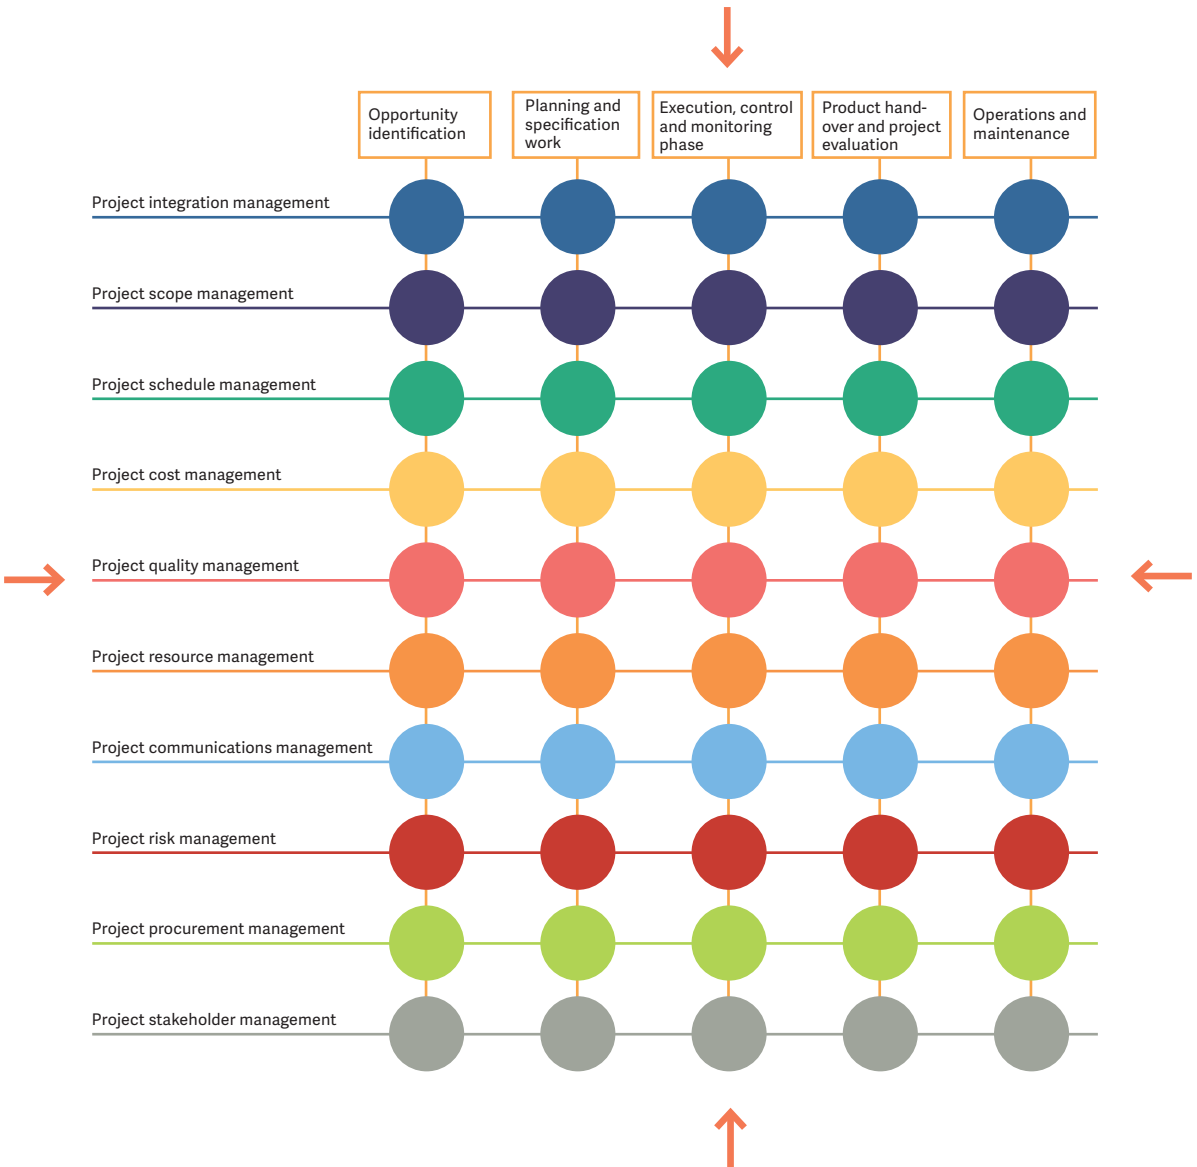 Opportunity
identification
Planning and
specification
work
Execution, control
and monitoring
phase
Product hand-
over and project
evaluation
Operations and
maintenance
Project integration management
Project scope management
Project schedule management
Project cost management
Project quality management
Project resource management
Project communications management
Project risk management
Project procurement management
Project stakeholder management